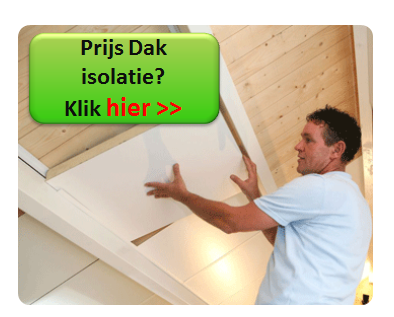 Prijs Dak
isolatie?
Klik hier >>